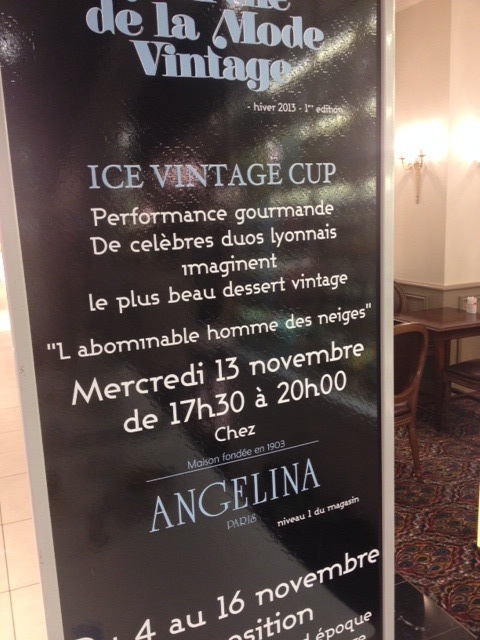 de la Mode
Vintage
- hiver 2013 - 1ère édition
ICE VINTAGE CUP
Performance gourmande
De celèbres duos lyonnais
imaginent
le plus beau dessert vintage
"L abominable homme des neiges"
Mercredi 13 novembre
de 17h30 à 20h00
Chez
Maison fondée en 1903
ANGELINA
PARIS
niveau 1 du magasin
4 au 16 novembre
époque